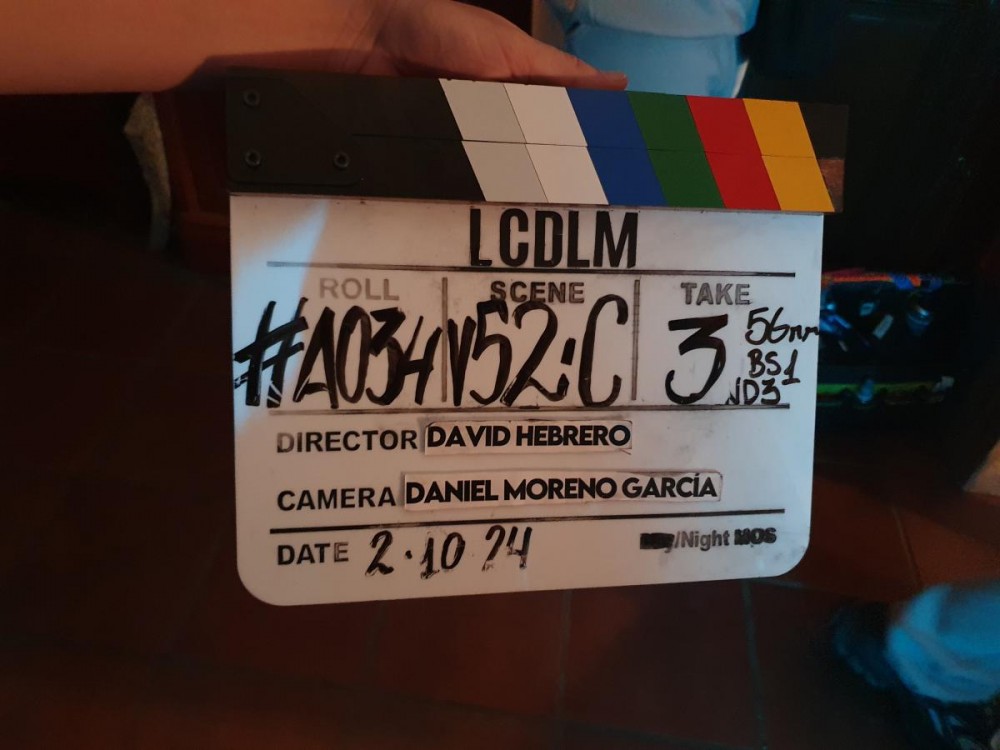 LCDLM
ROLL SCENE TAKE
#A034 V52:C 3 56mm
BS1
ND3
DIRECTOR DAVID HEBRERO
CAMERA DANIEL MORENO GARCÍA
DATE 2.10 24 /Night MOS